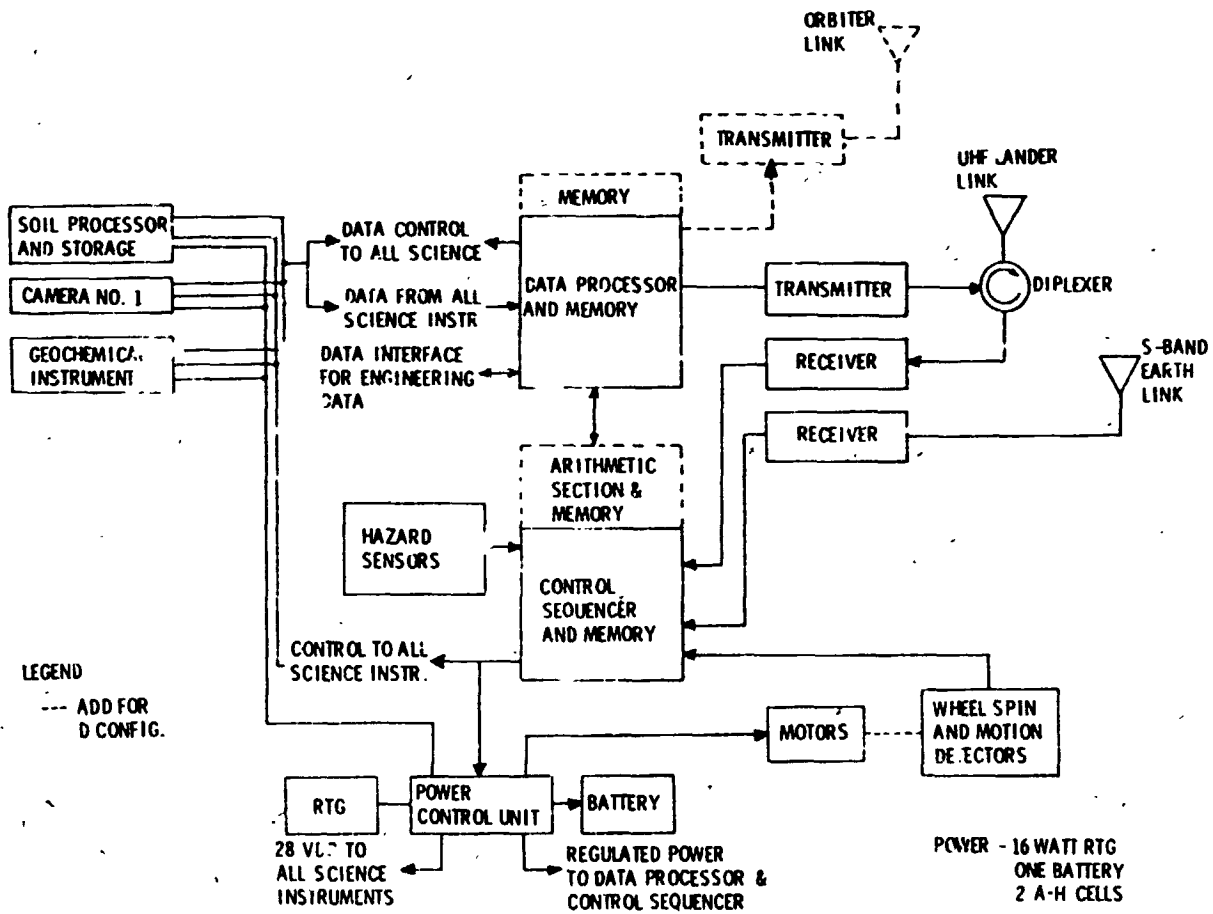 ORBITER
LINK
TRANSMITTER
UHF LANDER
LINK
MEMORY
SOIL PROCESSOR
AND STORAGE
DATA CONTROL
TO ALL SCIENCE
CAMERA NO. 1
DATA PROCESSOR
AND MEMORY
TRANSMITTER
DIPLEXER
DATA FROM ALL
SCIENCE INSTR
GEOCHEMICAL
INSTRUMENT
DATA INTERFACE
FOR ENGINEERING
DATA
RECEIVER
S-BAND
EARTH
LINK
RECEIVER
ARITHMETIC
SECTION &
MEMORY
HAZARD
SENSORS
CONTROL
SEQUENCER
AND MEMORY
CONTROL TO ALL
SCIENCE INSTR.
LEGEND
--- ADD FOR
D CONFIG.
MOTORS
WHEEL SPIN
AND MOTION
DETECTORS
RTG
POWER
CONTROL UNIT
BATTERY
28 TO
ALL SCIENCE
INSTRUMENTS
REGULATED POWER
TO DATA PROCESSOR &
CONTROL SEQUENCER
POWER - 16 WATT RTG
ONE BATTERY
2 A-H CELLS